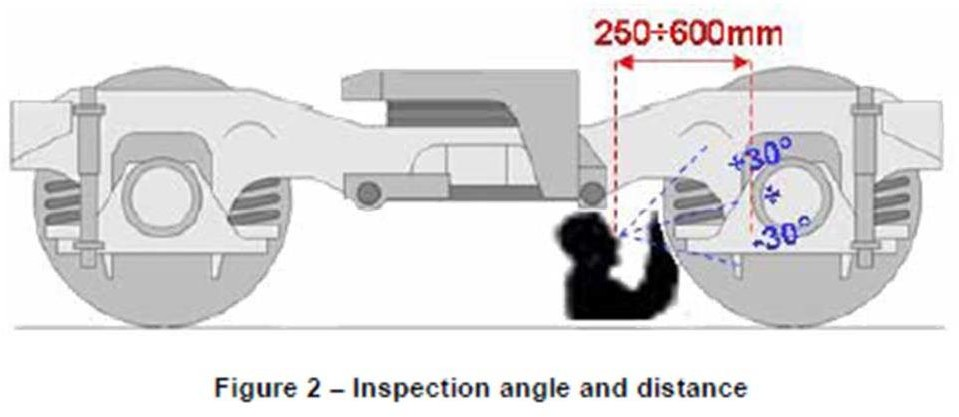 250÷600mm
+30°
÷
-30°
Figure 2 – Inspection angle and distance